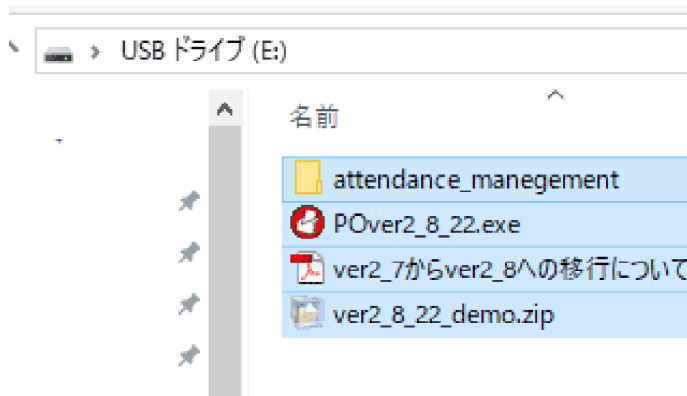 USB ドライブ (E:)
名前
attendance_manegement
POver2_8_22.exe
ver2_7からver2_8への移行について
ver2_8_22_demo.zip